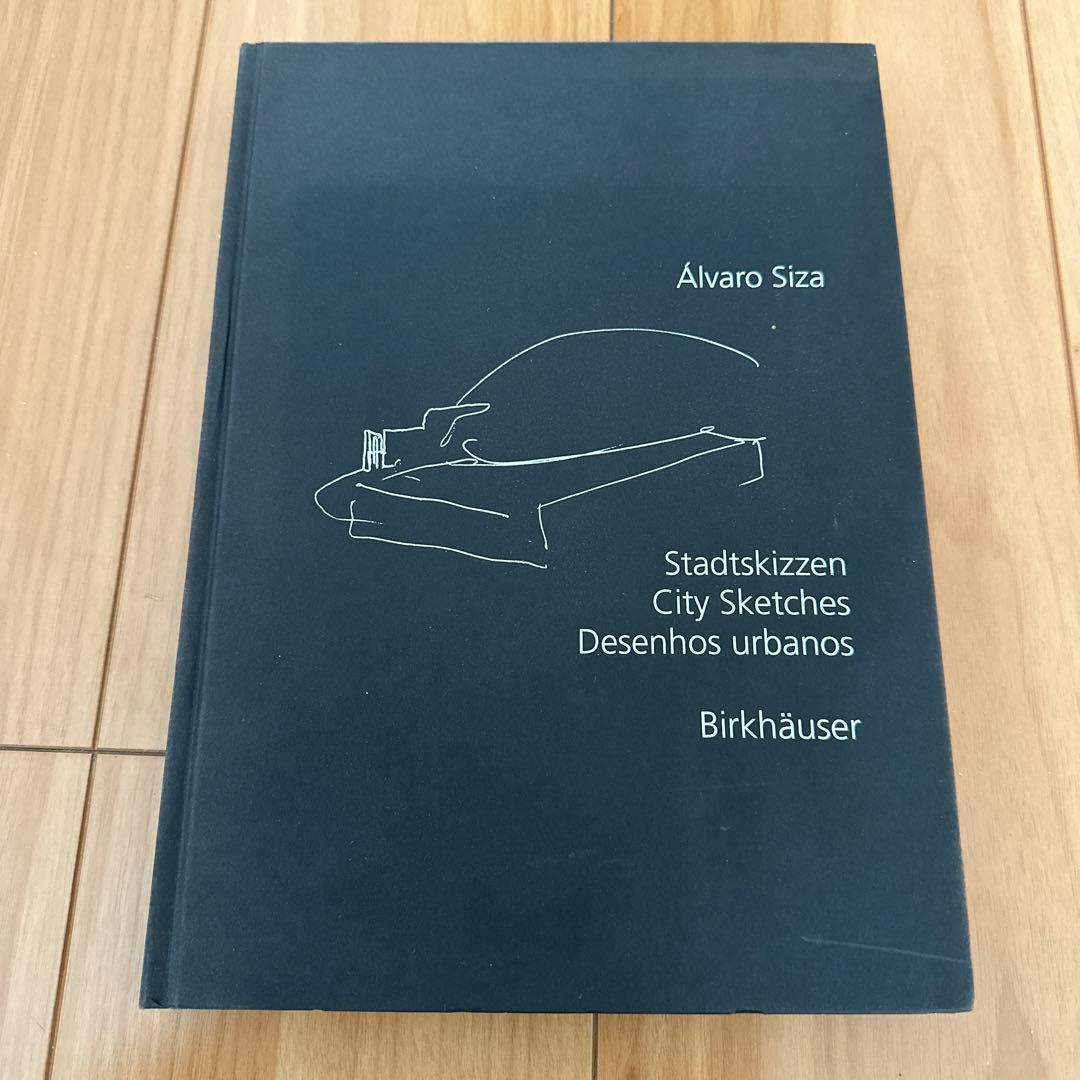 Álvaro Siza
Stadtskizzen
City Sketches
Desenhos urbanos
Birkhäuser